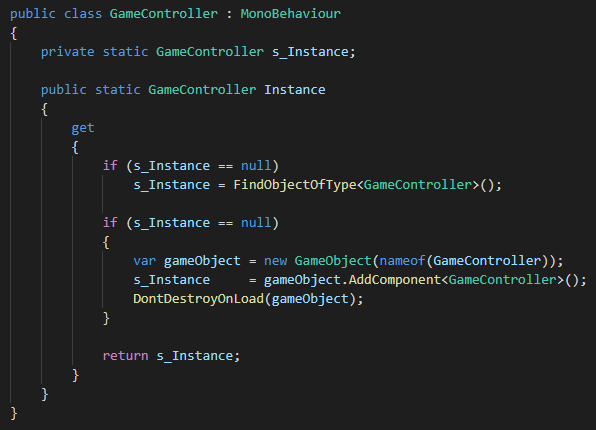 public class GameController : MonoBehaviour
{
    private static GameController s_Instance;

    public static GameController Instance
    {
        get
        {
            if (s_Instance == null)
                s_Instance = FindObjectOfType<GameController>();

            if (s_Instance == null)
            {
                var gameObject = new GameObject(nameof(GameController));
                s_Instance     = gameObject.AddComponent<GameController>();
                DontDestroyOnLoad(gameObject);
            }

            return s_Instance;
        }
    }
}